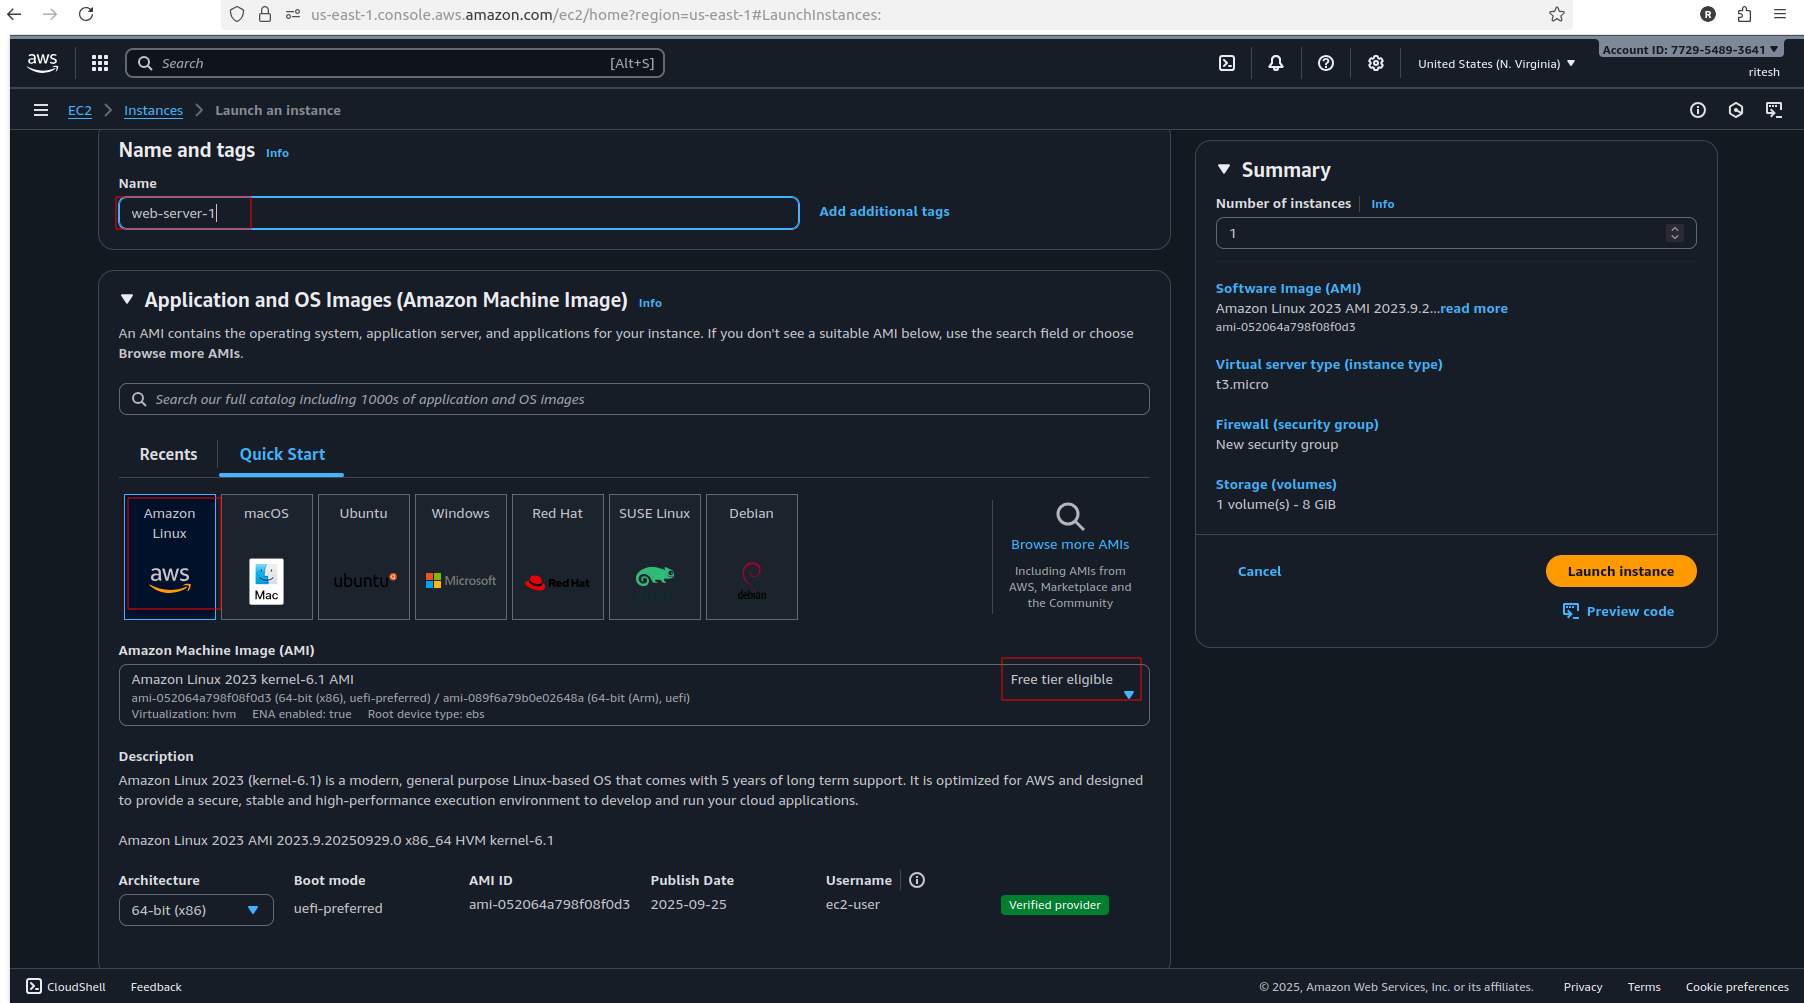 us-east-1.console.aws.amazon.com/ec2/home?region=us-east-1#LaunchInstances:
R
aws
Search
[Alt+S]
United States (N. Virginia)
Account ID: 7729-5489-3641
ritesh
EC2
Instances
Launch an instance
Name and tags Info
Name
web-server-1
Add additional tags
Application and OS Images (Amazon Machine Image) Info
An AMI contains the operating system, application server, and applications for your instance. If you don't see a suitable AMI below, use the search field or choose
Browse more AMIs.
Search our full catalog including 1000s of application and OS images
Recents
Quick Start
Amazon
Linux
aws
macOS
Mac
Ubuntu
ubuntu
Windows
Microsoft
Red Hat
RedHat
SUSE Linux
Debian
debian
Browse more AMIs
Including AMIs from
AWS, Marketplace and
the Community
Amazon Machine Image (AMI)
Amazon Linux 2023 kernel-6.1 AMI
Free tier eligible
ami-052064a798f08f0d3 (64-bit (x86), uefi-preferred) / ami-089f6a79b0e02648a (64-bit (Arm), uefi)
Virtualization: hvm ENA enabled: true Root device type: ebs
Description
Amazon Linux 2023 (kernel-6.1) is a modern, general purpose Linux-based OS that comes with 5 years of long term support. It is optimized for AWS and designed
to provide a secure, stable and high-performance execution environment to develop and run your cloud applications.
Amazon Linux 2023 AMI 2023.9.20250929.0 x86_64 HVM kernel-6.1
Architecture
64-bit (x86)
Boot mode
uefi-preferred
AMI ID
ami-052064a798f08f0d3
Publish Date
2025-09-25
Username
ec2-user
Verified provider
Summary
Number of instances Info
1
Software Image (AMI)
Amazon Linux 2023 AMI 2023.9.2...read more
ami-052064a798f08f0d3
Virtual server type (instance type)
t3.micro
Firewall (security group)
New security group
Storage (volumes)
1 volume(s) - 8 GiB
Cancel
Launch instance
Preview code
CloudShell
Feedback
© 2025, Amazon Web Services, Inc. or its affiliates.
Privacy
Terms
Cookie preferences